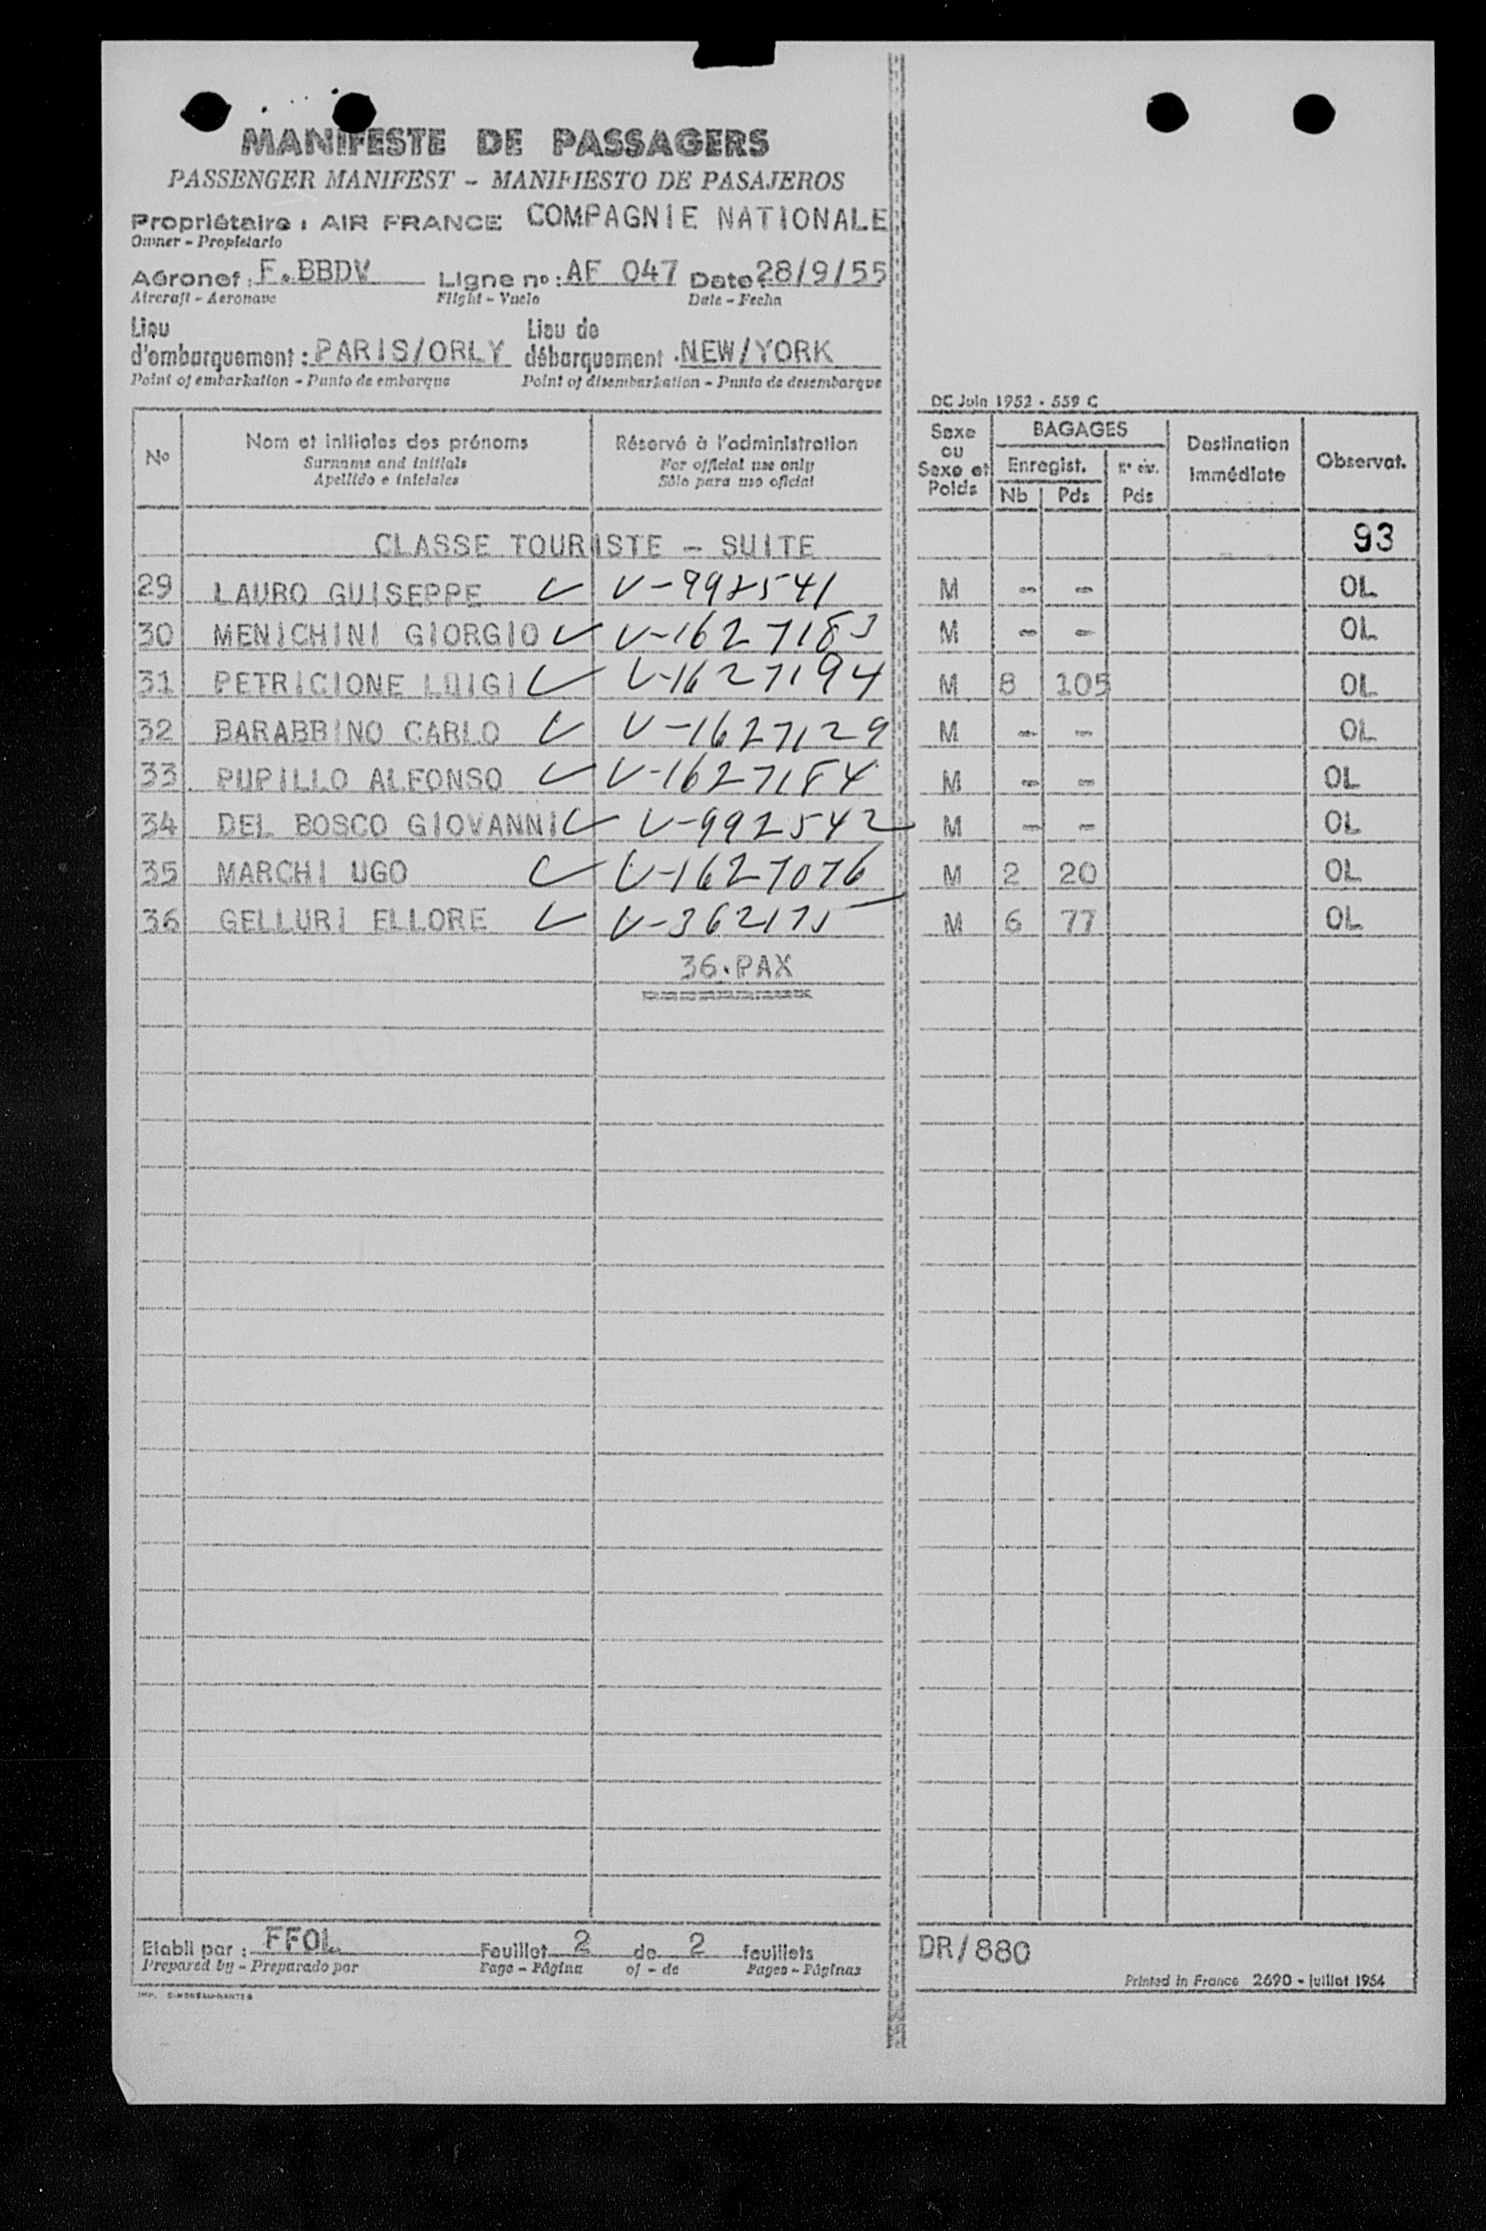 MANIFESTE DE PASSAGERS
PASSENGER MANIFEST - MANIFIESTO DE PASAJEROS
Propriétaire : AIR FRANCE COMPAGNIE NATIONALE
Owner - Propietario
Aéronef : F.BBDV Ligne no : AF 047 Date : 28/9/55
Aircraft - Aeronave Flight - Vuelo Date - Fecha
Lieu Lieu de
d'embarquement : PARIS/ORLY débarquement : NEW/YORK
Point of embarkation - Punto de embarque Point of disembarkation - Punto de desembarque
DC Juin 1952 - 559 C
No Nom et initiales des prénoms Réservé à l'administration Sexe ou Sexe et Poids BAGAGES Destination immédiate Observat.
Surname and initials For official use only Enregist.
Apellido e iniciales Sólo para uso oficial Nb Pds Pds
CLASSE TOURISTE - SUITE 93
29 LAURO GUISEPPE V-992541 M - - OL
30 MENICHINI GIORGIO V-1627183 M - - OL
31 PETRICIONE LUIGI V-1627194 M 8 105 OL
32 BARABBINO CARLO V-1627129 M - - OL
33 PUPILLO ALFONSO V-1627184 M - - OL
34 DEL BOSCO GIOVANNI V-992542 M - - OL
35 MARCHI UGO V-1627076 M 2 20 OL
36 GELLURI ELLORE V-362175 M 6 77 OL
36.PAX
Etabli par : FFOL Feuillet 2 de 2 feuillets DR/880
Prepared by - Preparado por Page - Página of - de Pages - Páginas
Printed in France 2690 - juillet 1954